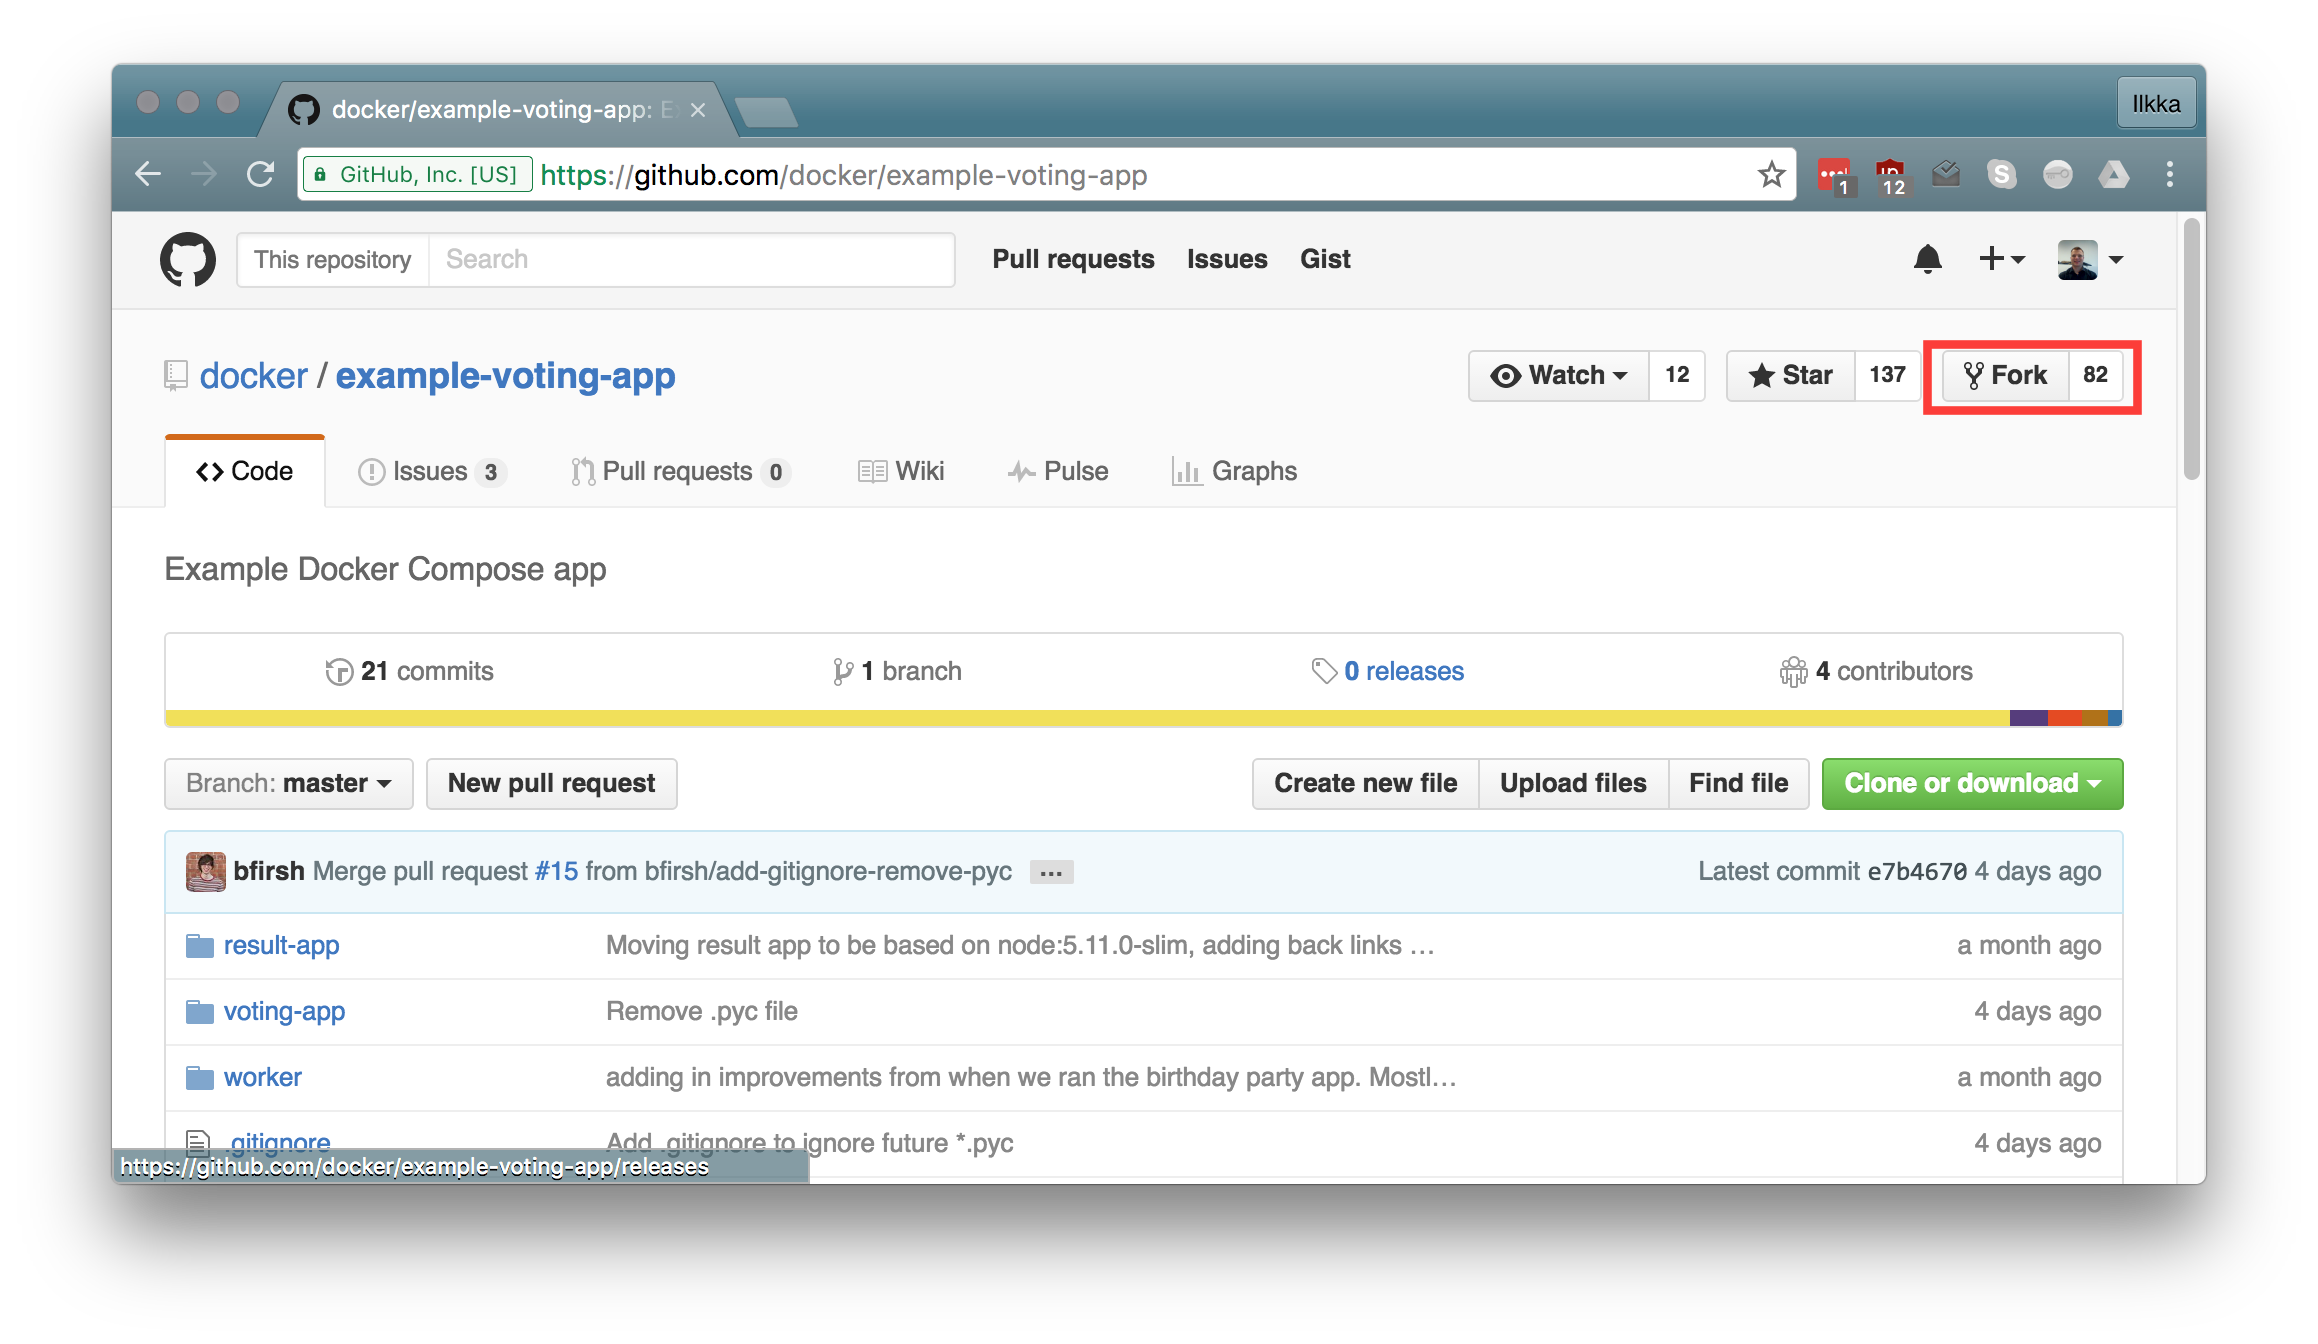 docker/example-voting-app: E
Ilkka
GitHub, Inc. [US] https://github.com/docker/example-voting-app
1 12
This repository Search Pull requests Issues Gist
docker / example-voting-app Watch 12 Star 137 Fork 82
Code Issues 3 Pull requests 0 Wiki Pulse Graphs
Example Docker Compose app
21 commits 1 branch 0 releases 4 contributors
Branch: master New pull request Create new file Upload files Find file Clone or download
bfirsh Merge pull request #15 from bfirsh/add-gitignore-remove-pyc … Latest commit e7b4670 4 days ago
result-app Moving result app to be based on node:5.11.0-slim, adding back links … a month ago
voting-app Remove .pyc file 4 days ago
worker adding in improvements from when we ran the birthday party app. Mostl… a month ago
.gitignore Add .gitignore to ignore future *.pyc 4 days ago
https://github.com/docker/example-voting-app/releases